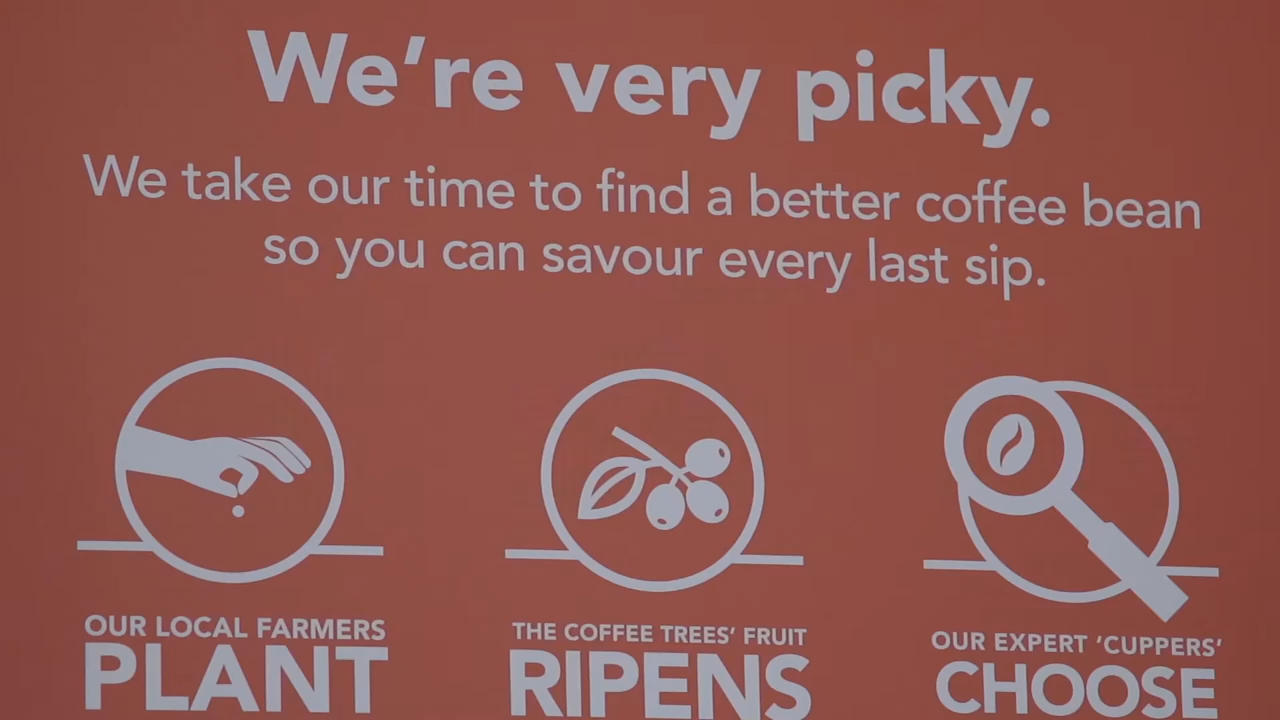 We're very picky.
We take our time to find a better coffee bean
so you can savour every last sip.
OUR LOCAL FARMERS
PLANT
THE COFFEE TREES' FRUIT
RIPENS
OUR EXPERT 'CUPPERS'
CHOOSE